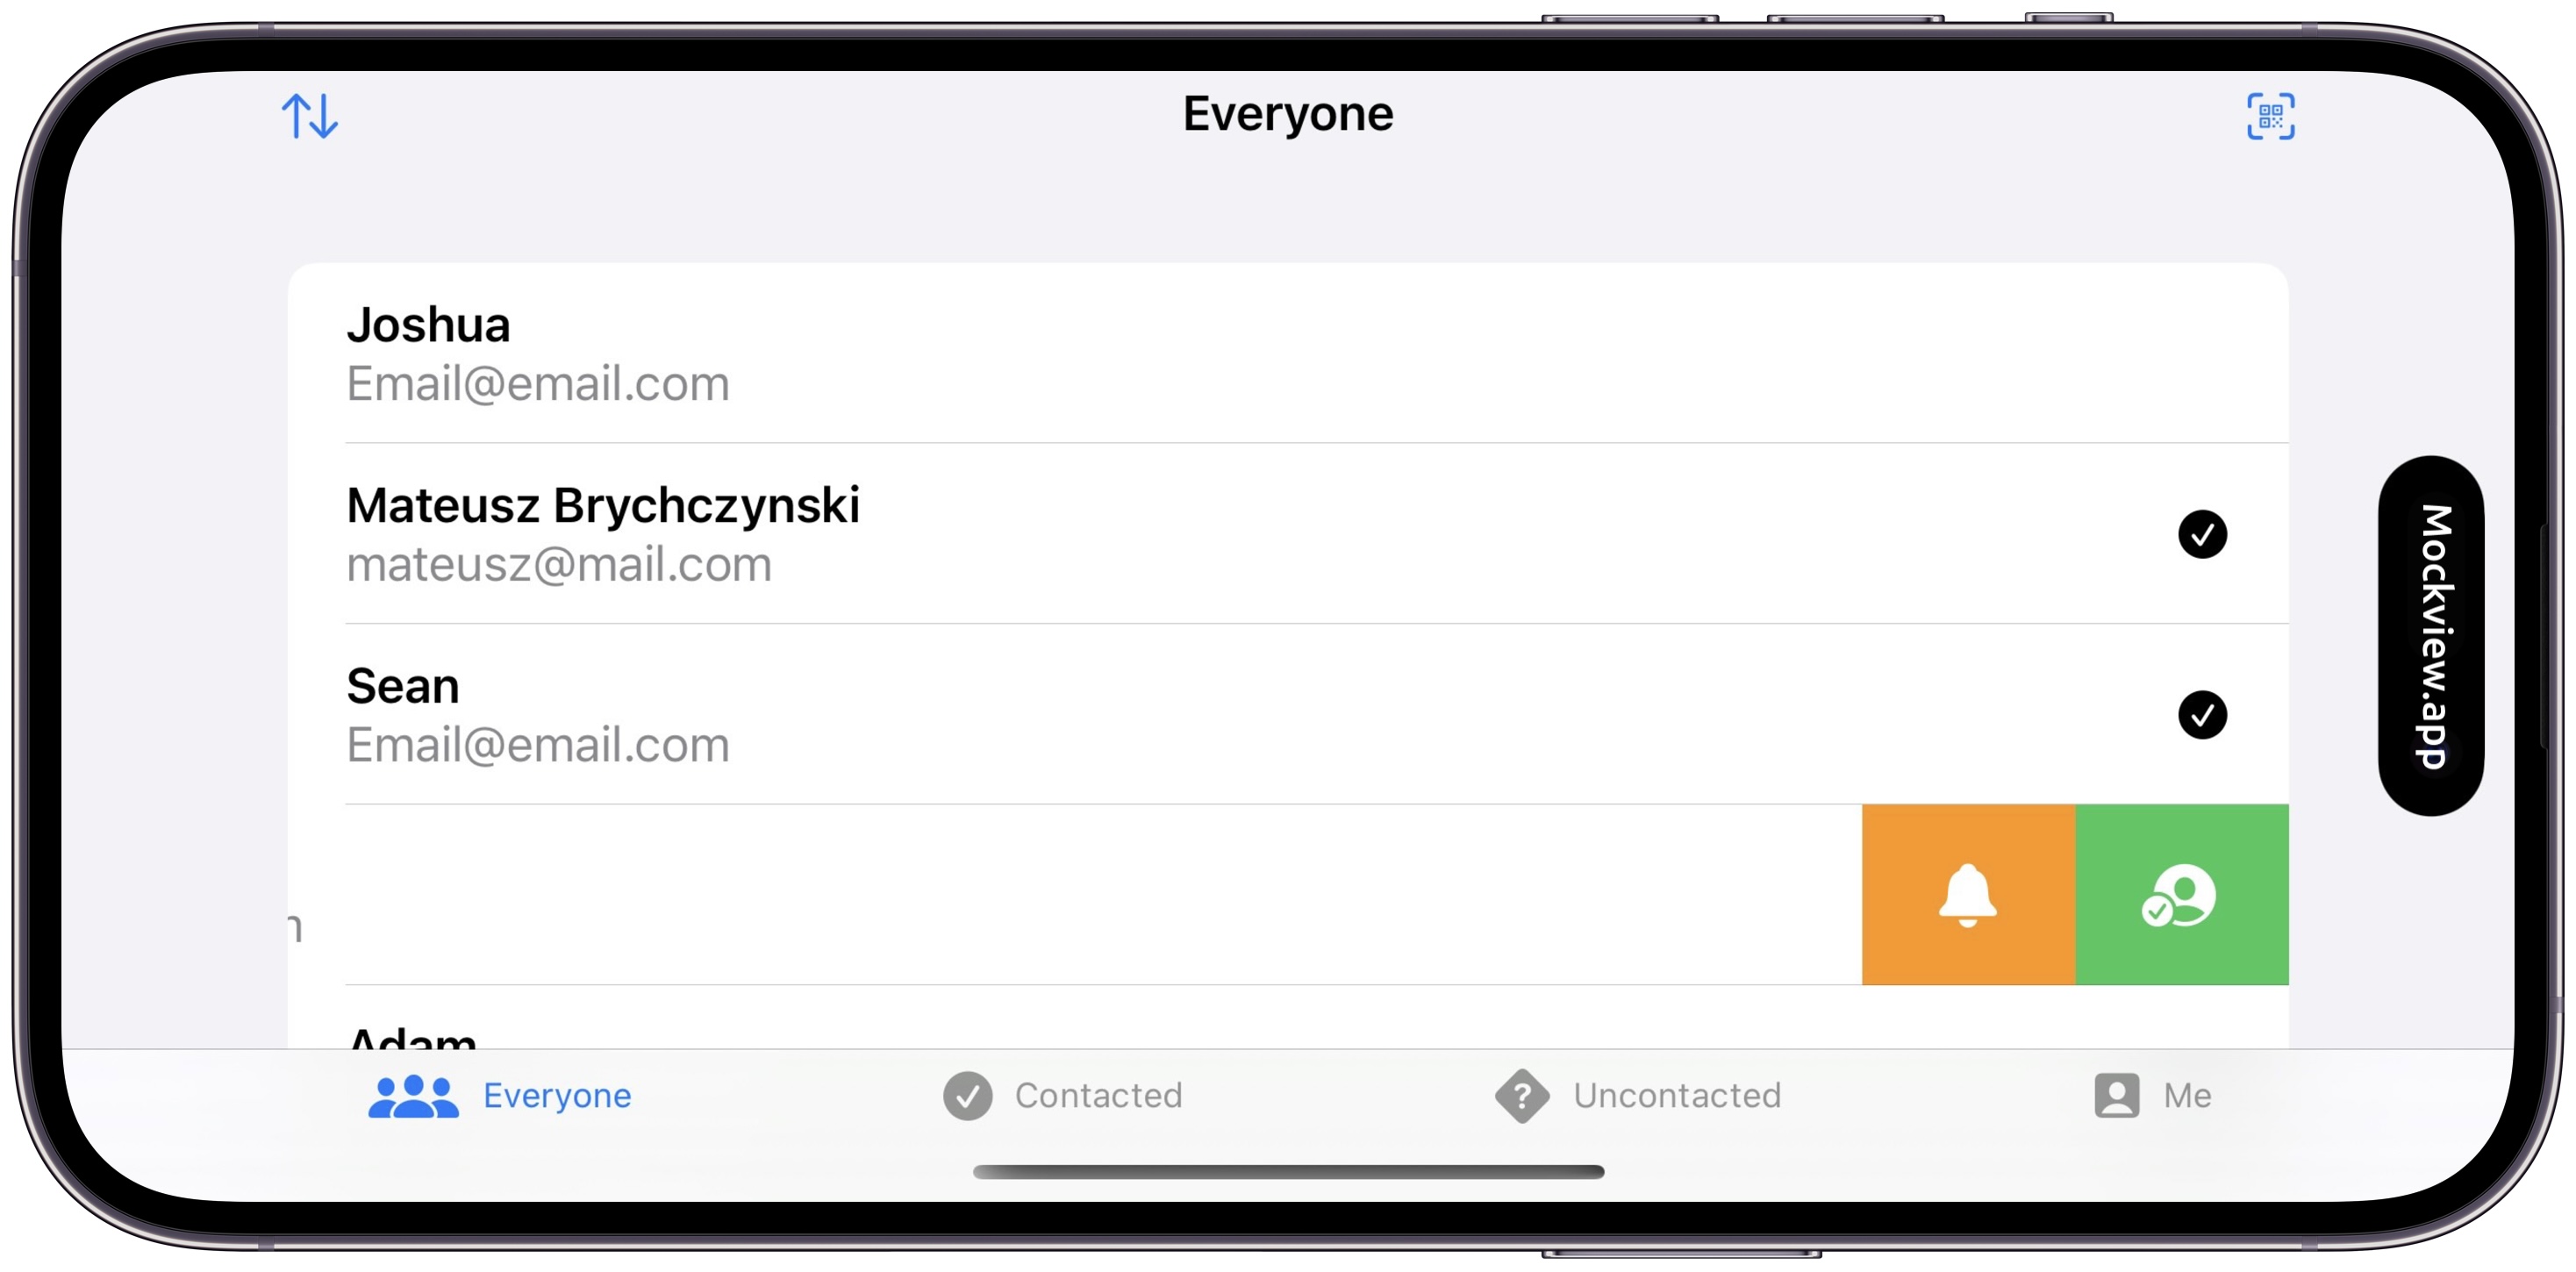 Everyone
Joshua
Email@email.com
Mateusz Brychczynski
mateusz@mail.com
Sean
Email@email.com
n
Adam
Everyone
Contacted
Uncontacted
Me
Mockview.app